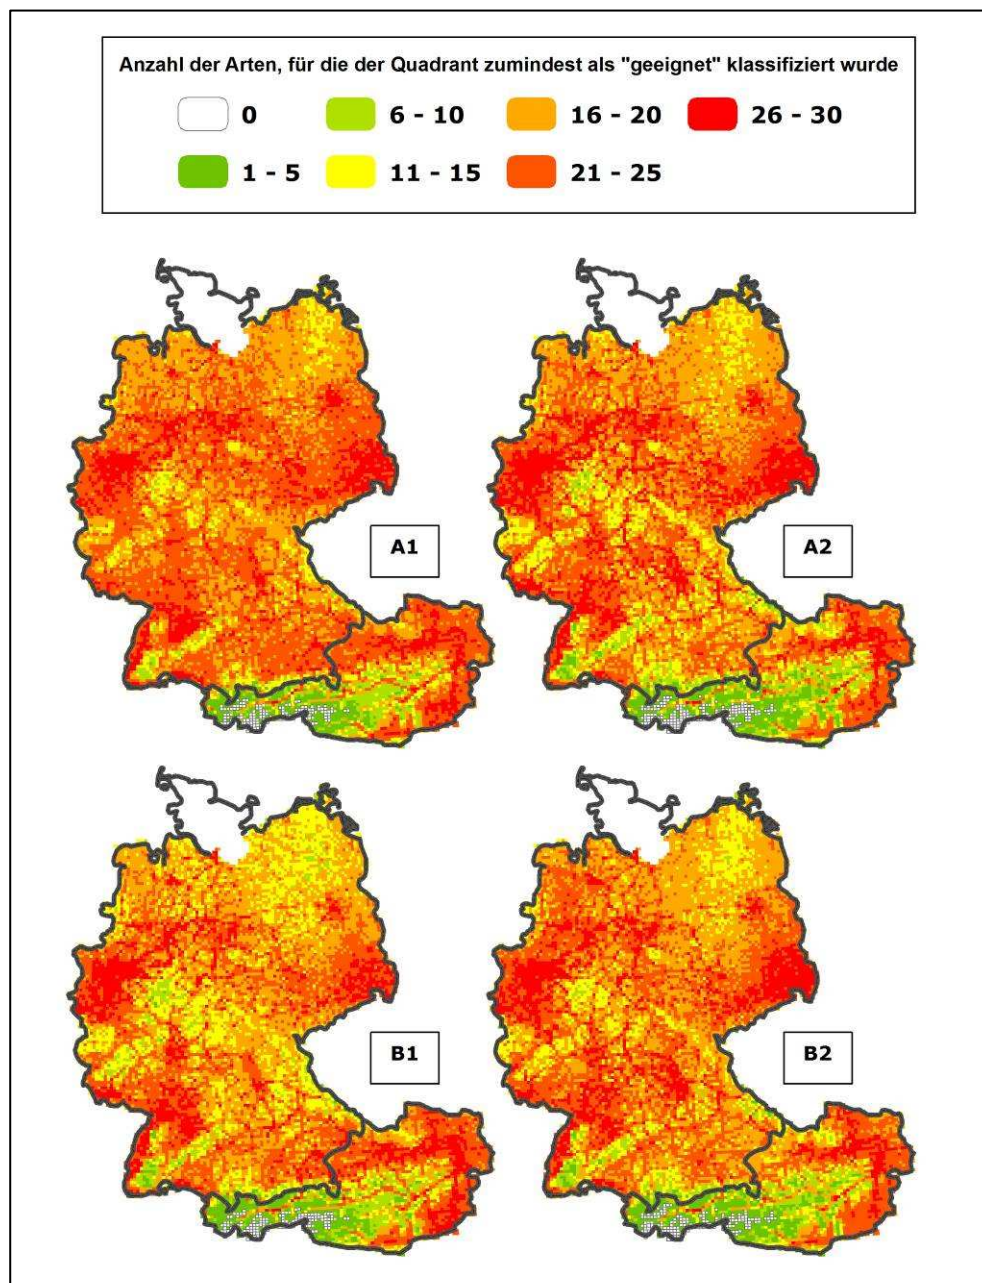 Anzahl der Arten, für die der Quadrant zumindest als "geeignet" klassifiziert wurde
0 6 - 10 16 - 20 26 - 30
1 - 5 11 - 15 21 - 25
A1 A2
B1 B2